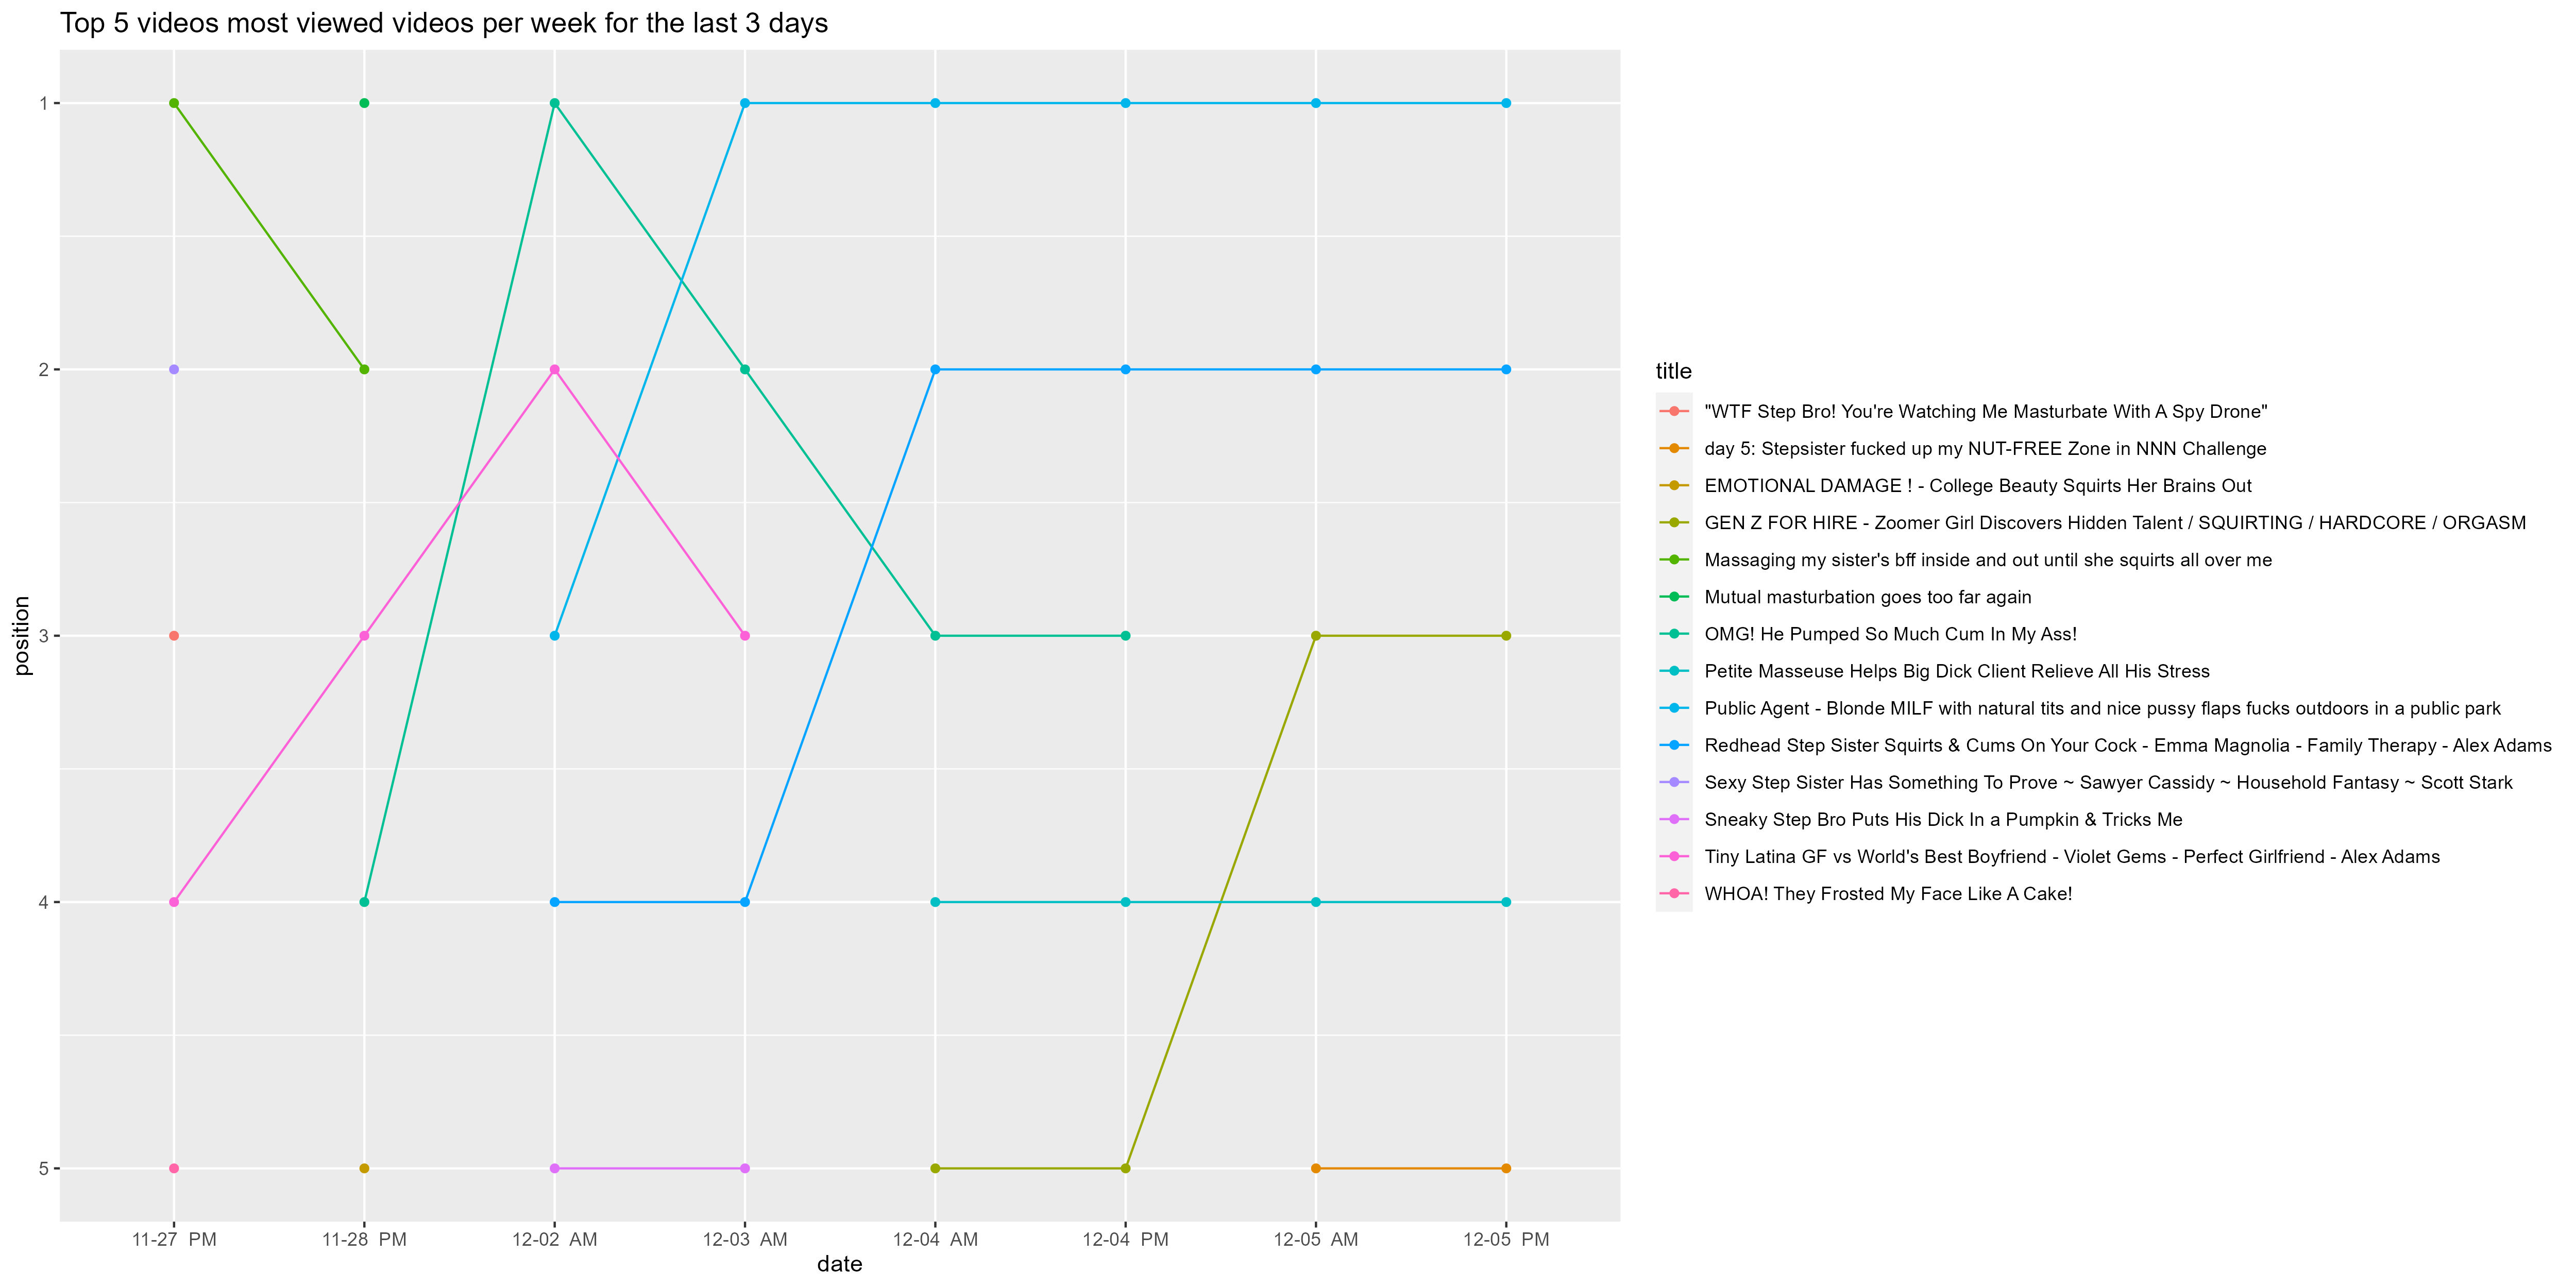 Top 5 videos most viewed videos per week for the last 3 days
position
1
2
3
4
5
11-27 PM
11-28 PM
12-02 AM
12-03 AM
12-04 AM
12-04 PM
12-05 AM
12-05 PM
date
title
"WTF Step Bro! You're Watching Me Masturbate With A Spy Drone"
day 5: Stepsister fucked up my NUT-FREE Zone in NNN Challenge
EMOTIONAL DAMAGE ! - College Beauty Squirts Her Brains Out
GEN Z FOR HIRE - Zoomer Girl Discovers Hidden Talent / SQUIRTING / HARDCORE / ORGASM
Massaging my sister's bff inside and out until she squirts all over me
Mutual masturbation goes too far again
OMG! He Pumped So Much Cum In My Ass!
Petite Masseuse Helps Big Dick Client Relieve All His Stress
Public Agent - Blonde MILF with natural tits and nice pussy flaps fucks outdoors in a public park
Redhead Step Sister Squirts & Cums On Your Cock - Emma Magnolia - Family Therapy - Alex Adams
Sexy Step Sister Has Something To Prove ~ Sawyer Cassidy ~ Household Fantasy ~ Scott Stark
Sneaky Step Bro Puts His Dick In a Pumpkin & Tricks Me
Tiny Latina GF vs World's Best Boyfriend - Violet Gems - Perfect Girlfriend - Alex Adams
WHOA! They Frosted My Face Like A Cake!